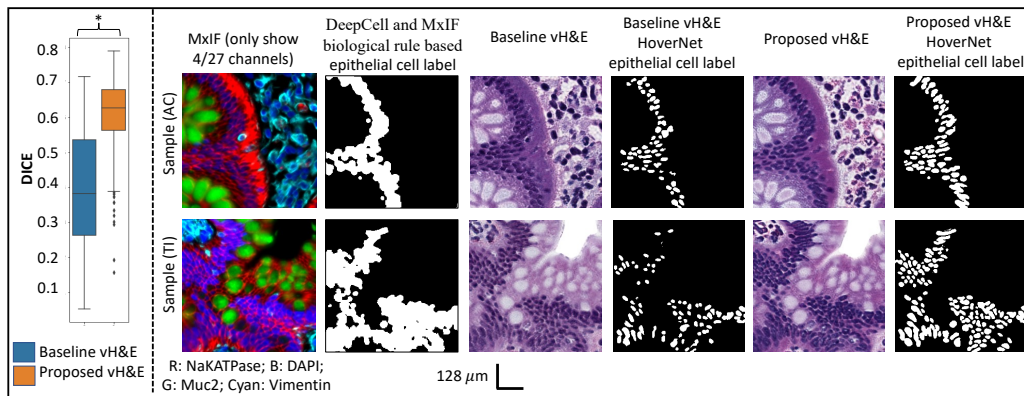 *
DICE
0.8
0.7
0.6
0.5
0.4
0.3
0.2
0.1
Baseline vH&E
Proposed vH&E
MxIF (only show
4/27 channels)
DeepCell and MxIF
biological rule based
epithelial cell label
Baseline vH&E
Baseline vH&E
HoverNet
epithelial cell label
Proposed vH&E
Proposed vH&E
HoverNet
epithelial cell label
Sample (AC)
Sample (TI)
R: NaKATPase; B: DAPI;
G: Muc2; Cyan: Vimentin
128 μm